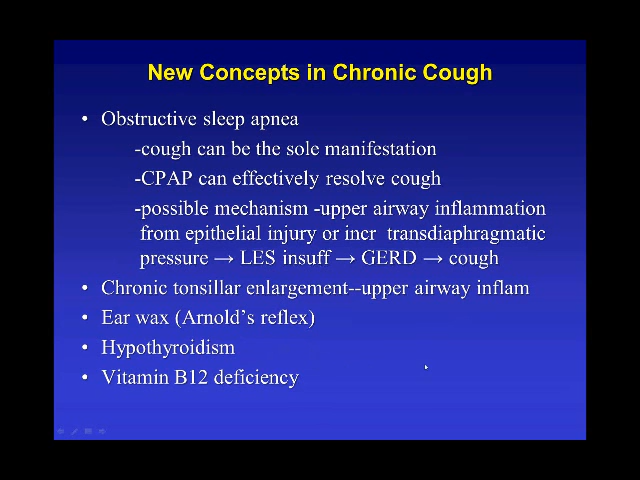 New Concepts in Chronic Cough
• Obstructive sleep apnea
-cough can be the sole manifestation
-CPAP can effectively resolve cough
-possible mechanism -upper airway inflammation
from epithelial injury or incr transdiaphragmatic
pressure → LES insuff → GERD → cough
• Chronic tonsillar enlargement--upper airway inflam
• Ear wax (Arnold's reflex)
• Hypothyroidism
• Vitamin B12 deficiency